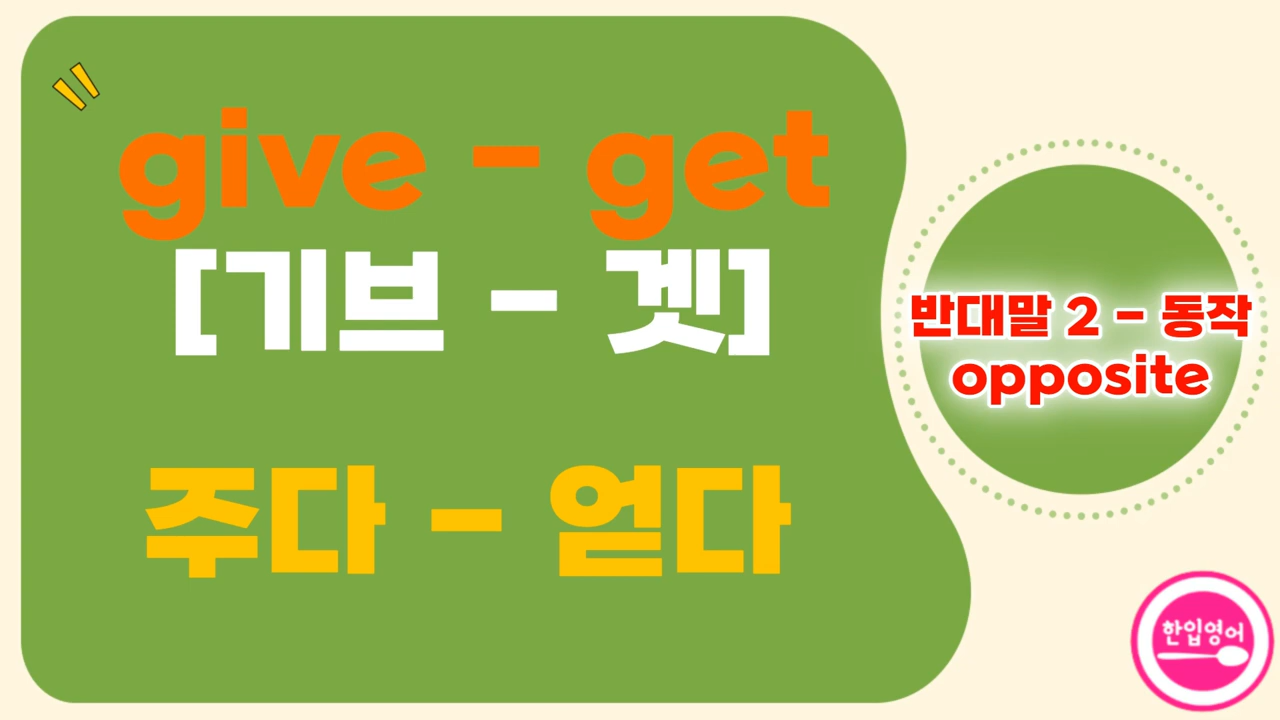 give - get
[기브 - 겟]
주다 - 얻다
반대말 2 - 동작
opposite
한입영어